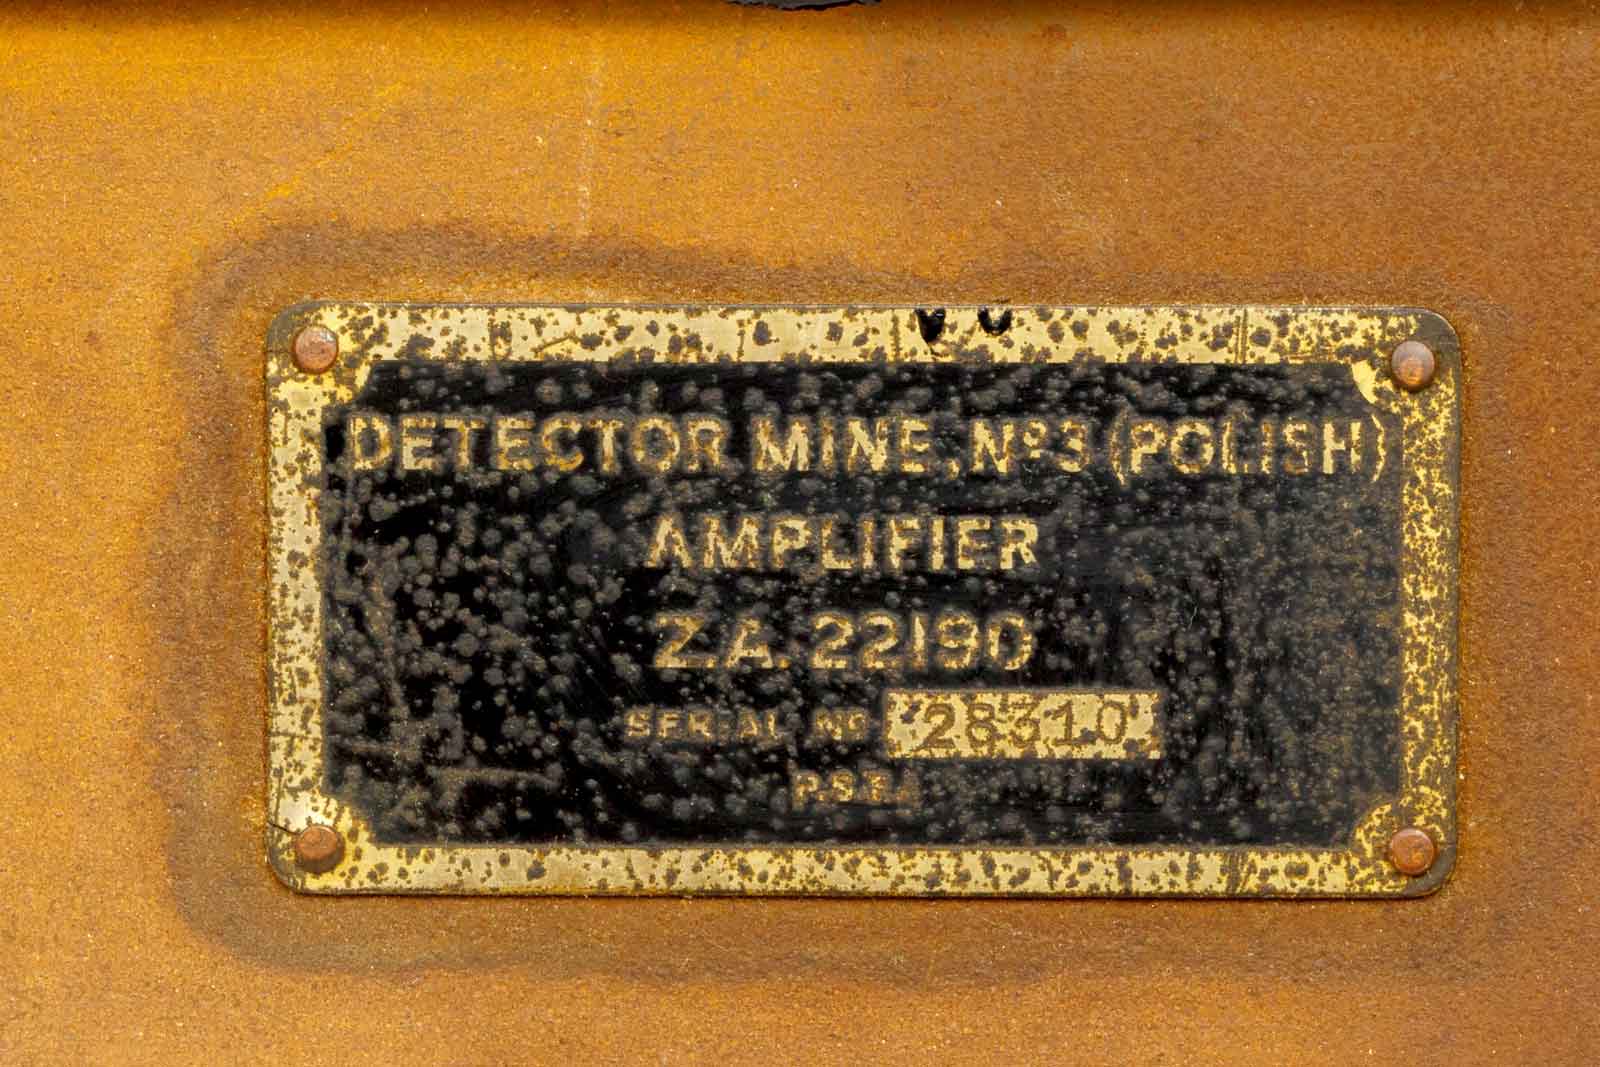 DETECTOR MINE, Nº3 (POLISH)
AMPLIFIER
Z.A. 22190
SERIAL Nº 28310